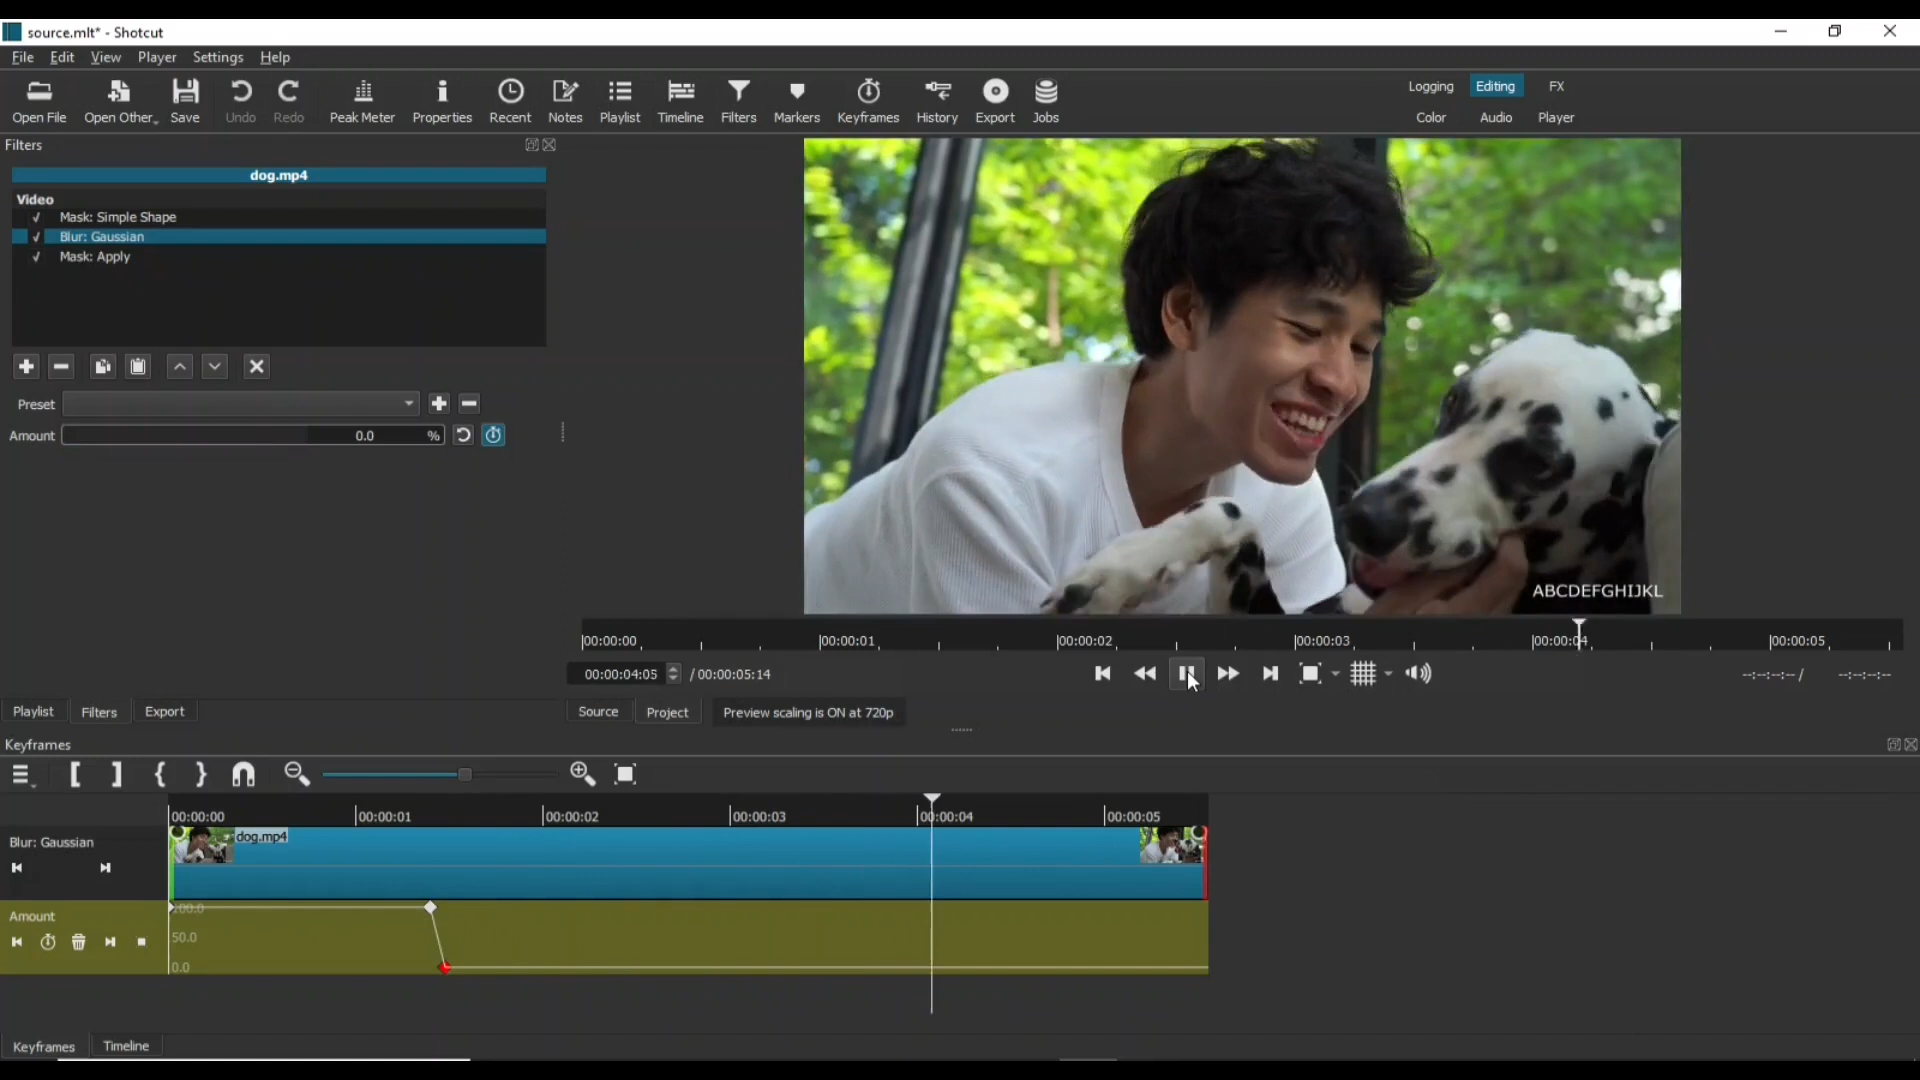 source.mlt* - Shotcut
File Edit View Player Settings Help
Open File Open Other Save Undo Redo Peak Meter Properties Recent Notes Playlist Timeline Filters Markers Keyframes History Export Jobs
Logging Editing FX
Color Audio Player
Filters
dog.mp4
Video
Mask: Simple Shape
Blur: Gaussian
Mask: Apply
Preset
Amount 0.0 %
ABCDEFGHIJKL
00:00:00 00:00:01 00:00:02 00:00:03 00:00:04 00:00:05
00:00:04:05 / 00:00:05:14
--:--:--:-- / --:--:--:--
Playlist Filters Export
Source Project Preview scaling is ON at 720p
Keyframes
00:00:00 00:00:01 00:00:02 00:00:03 00:00:04 00:00:05
Blur: Gaussian
dog.mp4
Amount
100.0
50.0
0.0
Keyframes Timeline